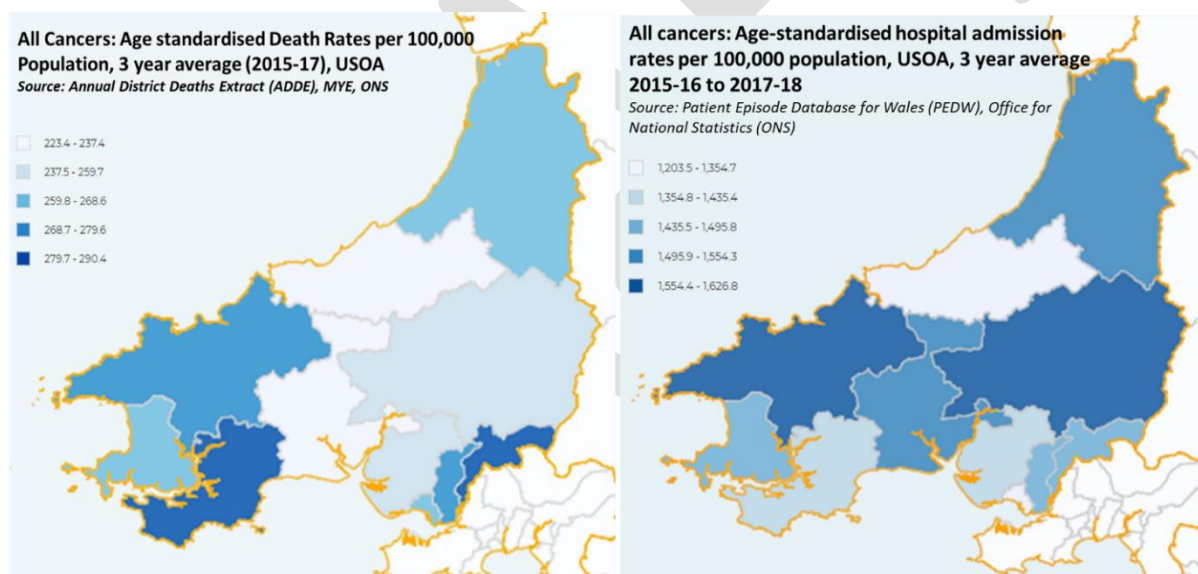 All Cancers: Age standardised Death Rates per 100,000
Population, 3 year average (2015-17), USOA
Source: Annual District Deaths Extract (ADDE), MYE, ONS
223.4 - 237.4
237.5 - 259.7
259.8 - 268.6
268.7 - 279.6
279.7 - 290.4
All cancers: Age-standardised hospital admission
rates per 100,000 population, USOA, 3 year average
2015-16 to 2017-18
Source: Patient Episode Database for Wales (PEDW), Office for
National Statistics (ONS)
1,203.5 - 1,354.7
1,354.8 - 1,435.4
1,435.5 - 1,495.8
1,495.9 - 1,554.3
1,554.4 - 1,626.8